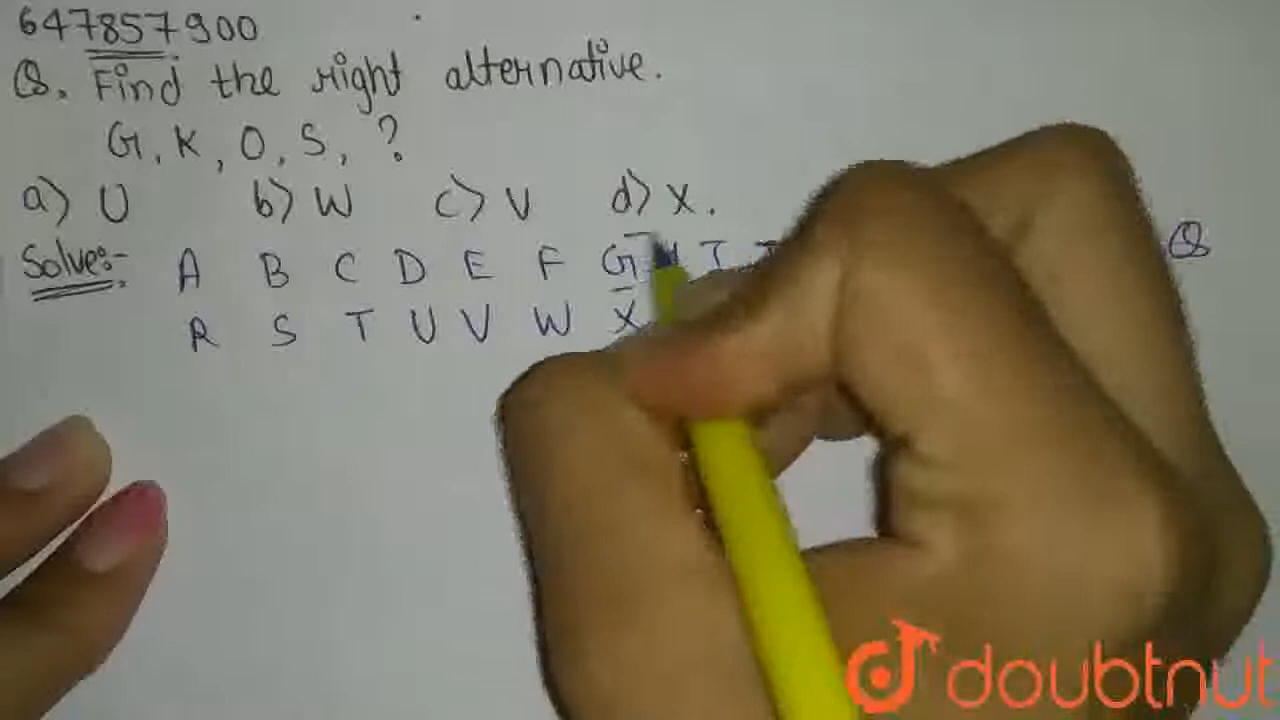 647857900
Q. Find the right alternative.
G, K, O, S, ?
a) U b) W c) V d) X.
Solve:- A B C D E F G H I Q
R S T U V W X
doubtnut